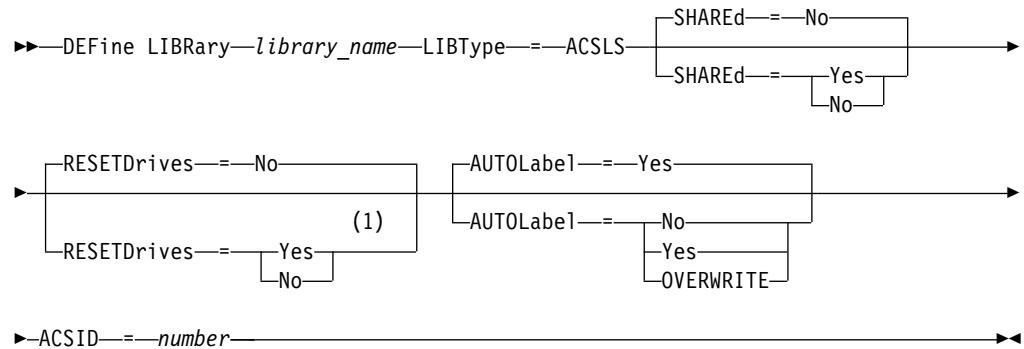 SHAREd = No
DEFine LIBRary library_name LIBType = ACSLS
SHAREd = Yes
No
RESETDrives = No
AUTOLabel = Yes
(1)
RESETDrives = Yes
No
AUTOLabel = No
Yes
OVERWRITE
ACSID = number